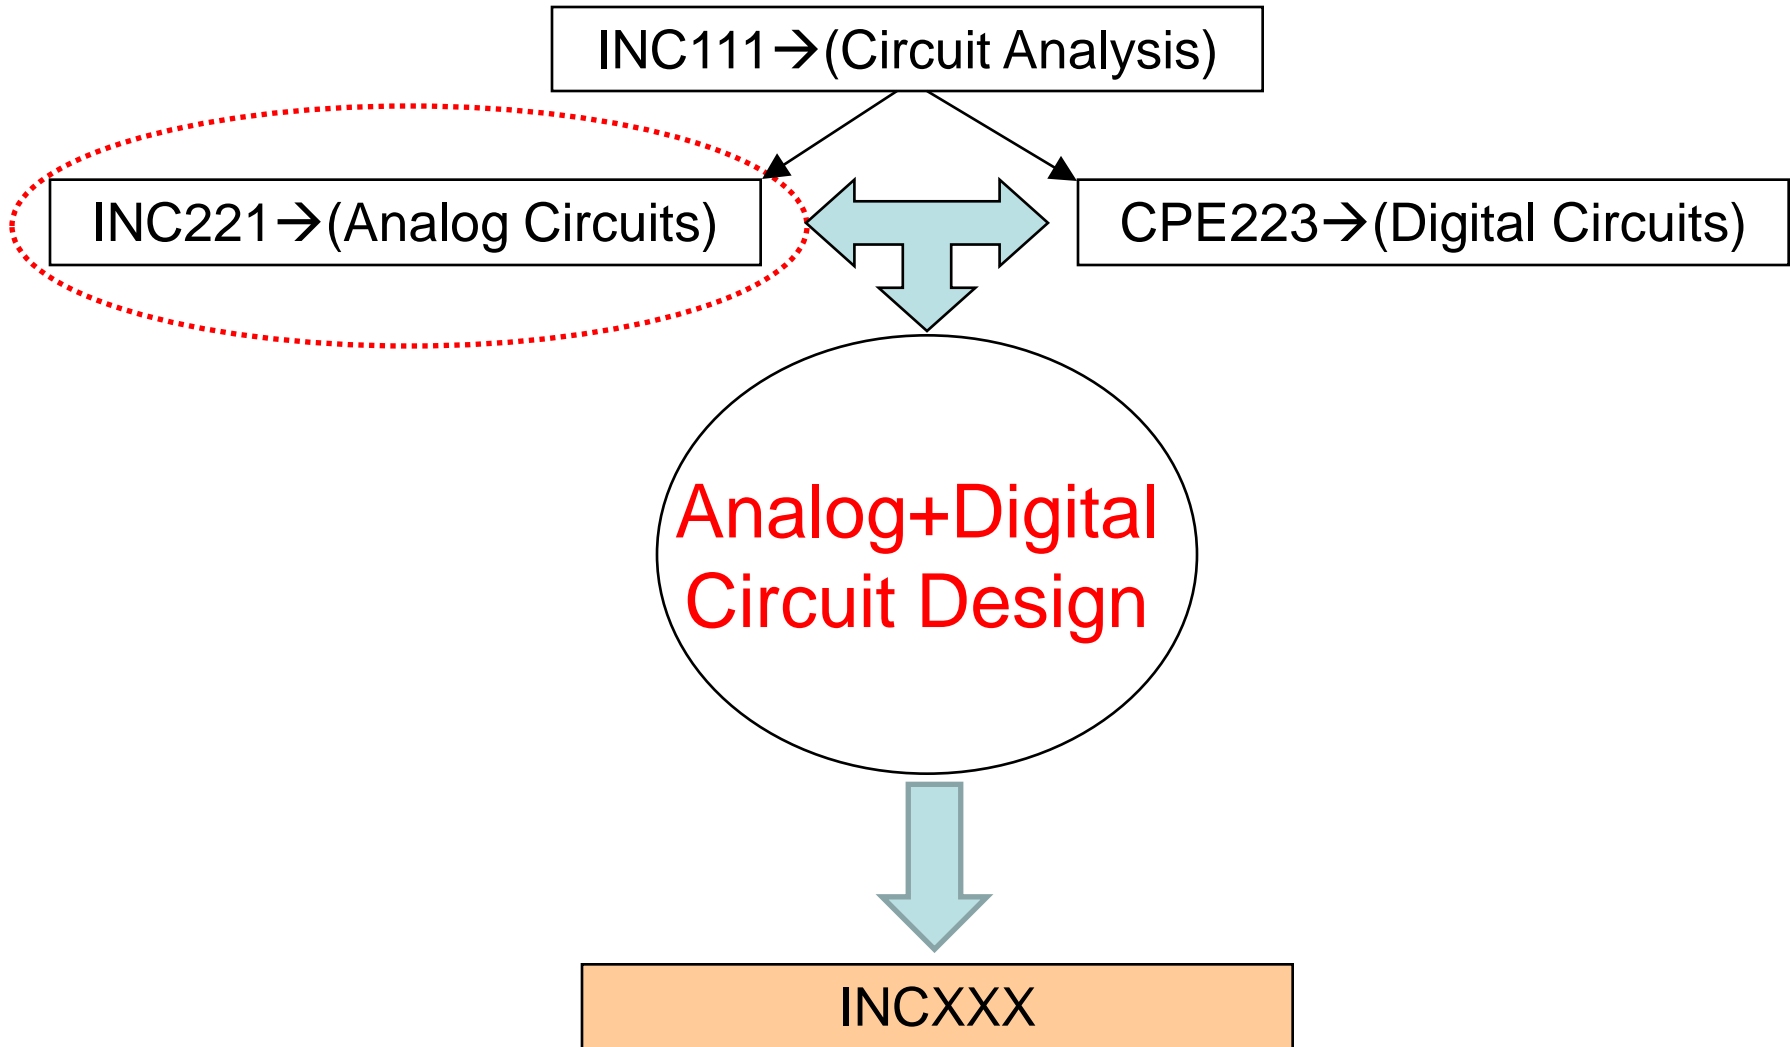 INC111→(Circuit Analysis)
INC221→(Analog Circuits)
CPE223→(Digital Circuits)
Analog+Digital
Circuit Design
INCXXX